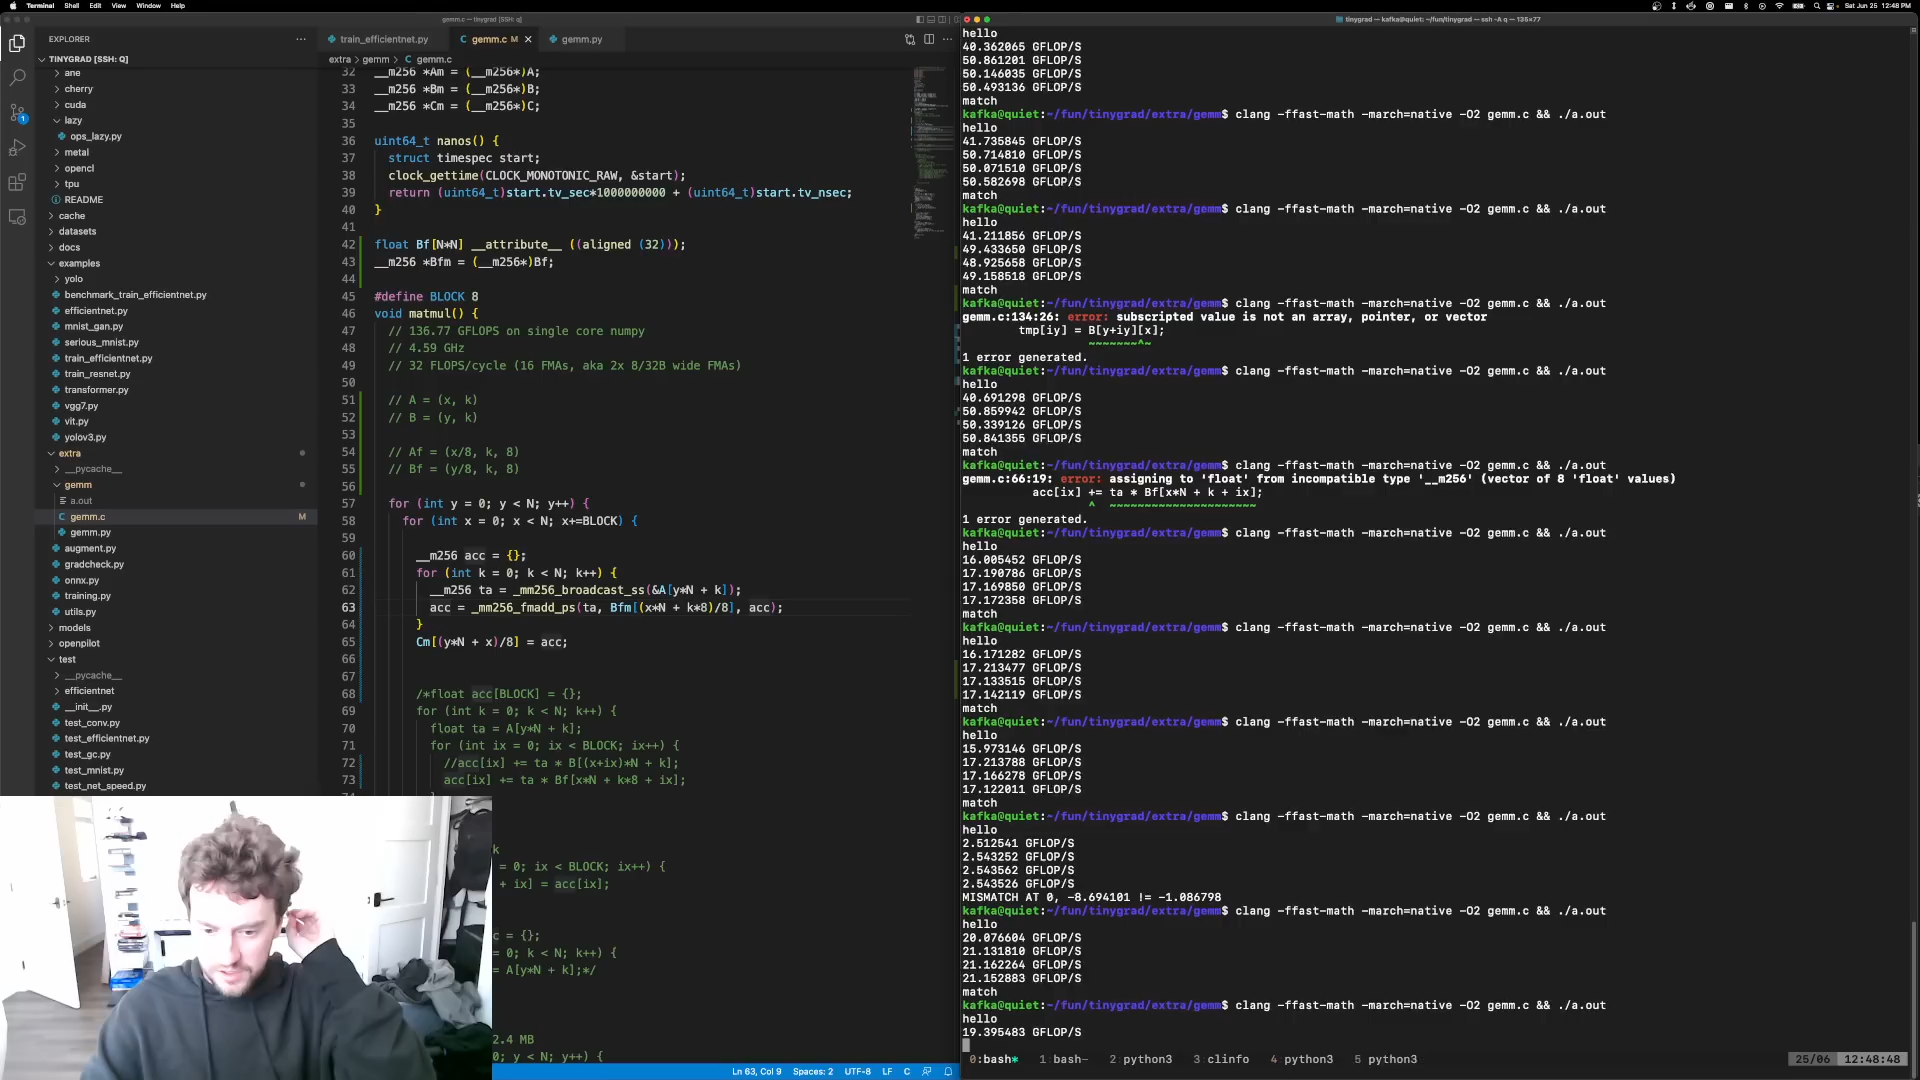 Terminal Shell Edit View Window Help
Sat Jun 25 12:48 PM
gemm.c — tinygrad [SSH: q]
tinygrad — kafka@quiet: ~/fun/tinygrad — ssh -A q — 135×77
EXPLORER
TINYGRAD [SSH: Q]
ane
cherry
cuda
lazy
ops_lazy.py
metal
opencl
tpu
README
cache
datasets
docs
examples
yolo
benchmark_train_efficientnet.py
efficientnet.py
mnist_gan.py
serious_mnist.py
train_efficientnet.py
train_resnet.py
transformer.py
vgg7.py
vit.py
yolov3.py
extra
__pycache__
gemm
a.out
gemm.c M
gemm.py
augment.py
gradcheck.py
onnx.py
training.py
utils.py
models
openpilot
test
__pycache__
efficientnet
__init__.py
test_conv.py
test_efficientnet.py
test_gc.py
test_mnist.py
test_net_speed.py
train_efficientnet.py gemm.c M gemm.py
extra > gemm > gemm.c
32 __m256 *Am = (__m256*)A;
33 __m256 *Bm = (__m256*)B;
34 __m256 *Cm = (__m256*)C;
35
36 uint64_t nanos() {
37 struct timespec start;
38 clock_gettime(CLOCK_MONOTONIC_RAW, &start);
39 return (uint64_t)start.tv_sec*1000000000 + (uint64_t)start.tv_nsec;
40 }
41
42 float Bf[N*N] __attribute__ ((aligned (32)));
43 __m256 *Bfm = (__m256*)Bf;
44
45 #define BLOCK 8
46 void matmul() {
47 // 136.77 GFLOPS on single core numpy
48 // 4.59 GHz
49 // 32 FLOPS/cycle (16 FMAs, aka 2x 8/32B wide FMAs)
50
51 // A = (x, k)
52 // B = (y, k)
53
54 // Af = (x/8, k, 8)
55 // Bf = (y/8, k, 8)
56
57 for (int y = 0; y < N; y++) {
58 for (int x = 0; x < N; x+=BLOCK) {
59
60 __m256 acc = {};
61 for (int k = 0; k < N; k++) {
62 __m256 ta = _mm256_broadcast_ss(&A[y*N + k]);
63 acc = _mm256_fmadd_ps(ta, Bfm[(x*N + k*8)/8], acc);
64 }
65 Cm[(y*N + x)/8] = acc;
66
67
68 /*float acc[BLOCK] = {};
69 for (int k = 0; k < N; k++) {
70 float ta = A[y*N + k];
71 for (int ix = 0; ix < BLOCK; ix++) {
72 //acc[ix] += ta * B[(x+ix)*N + k];
73 acc[ix] += ta * Bf[x*N + k*8 + ix];
k
= 0; ix < BLOCK; ix++) {
+ ix] = acc[ix];
c = {};
= 0; k < N; k++) {
= A[y*N + k];*/
2.4 MB
0; y < N; y++) {
Ln 63, Col 9 Spaces: 2 UTF-8 LF C
hello
40.362065 GFLOP/S
50.861201 GFLOP/S
50.146035 GFLOP/S
50.493136 GFLOP/S
match
kafka@quiet:~/fun/tinygrad/extra/gemm$ clang -ffast-math -march=native -O2 gemm.c && ./a.out
hello
41.735845 GFLOP/S
50.714810 GFLOP/S
50.071510 GFLOP/S
50.582698 GFLOP/S
match
kafka@quiet:~/fun/tinygrad/extra/gemm$ clang -ffast-math -march=native -O2 gemm.c && ./a.out
hello
41.211856 GFLOP/S
49.433650 GFLOP/S
48.925658 GFLOP/S
49.158518 GFLOP/S
match
kafka@quiet:~/fun/tinygrad/extra/gemm$ clang -ffast-math -march=native -O2 gemm.c && ./a.out
gemm.c:134:26: error: subscripted value is not an array, pointer, or vector
tmp[iy] = B[y+iy][x];
~~~~~~~^~
1 error generated.
kafka@quiet:~/fun/tinygrad/extra/gemm$ clang -ffast-math -march=native -O2 gemm.c && ./a.out
hello
40.691298 GFLOP/S
50.859942 GFLOP/S
50.339126 GFLOP/S
50.841355 GFLOP/S
match
kafka@quiet:~/fun/tinygrad/extra/gemm$ clang -ffast-math -march=native -O2 gemm.c && ./a.out
gemm.c:66:19: error: assigning to 'float' from incompatible type '__m256' (vector of 8 'float' values)
acc[ix] += ta * Bf[x*N + k + ix];
^ ~~~~~~~~~~~~~~~~~~~~~
1 error generated.
kafka@quiet:~/fun/tinygrad/extra/gemm$ clang -ffast-math -march=native -O2 gemm.c && ./a.out
hello
16.005452 GFLOP/S
17.190786 GFLOP/S
17.169850 GFLOP/S
17.172358 GFLOP/S
match
kafka@quiet:~/fun/tinygrad/extra/gemm$ clang -ffast-math -march=native -O2 gemm.c && ./a.out
hello
16.171282 GFLOP/S
17.213477 GFLOP/S
17.133515 GFLOP/S
17.142119 GFLOP/S
match
kafka@quiet:~/fun/tinygrad/extra/gemm$ clang -ffast-math -march=native -O2 gemm.c && ./a.out
hello
15.973146 GFLOP/S
17.213788 GFLOP/S
17.166278 GFLOP/S
17.122011 GFLOP/S
match
kafka@quiet:~/fun/tinygrad/extra/gemm$ clang -ffast-math -march=native -O2 gemm.c && ./a.out
hello
2.512541 GFLOP/S
2.543252 GFLOP/S
2.543562 GFLOP/S
2.543526 GFLOP/S
MISMATCH AT 0, -8.694101 != -1.086798
kafka@quiet:~/fun/tinygrad/extra/gemm$ clang -ffast-math -march=native -O2 gemm.c && ./a.out
hello
20.076604 GFLOP/S
21.131810 GFLOP/S
21.162264 GFLOP/S
21.152883 GFLOP/S
match
kafka@quiet:~/fun/tinygrad/extra/gemm$ clang -ffast-math -march=native -O2 gemm.c && ./a.out
hello
19.395483 GFLOP/S
0:bash* 1 bash- 2 python3 3 clinfo 4 python3 5 python3 25/06 12:48:48